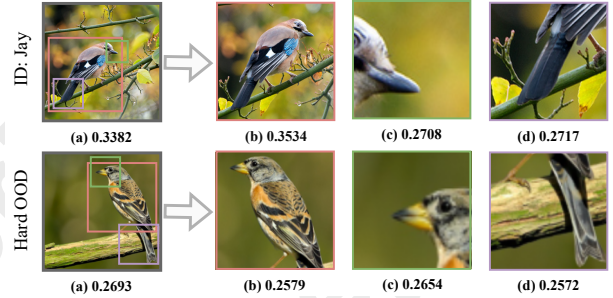 ID: Jay
(a) 0.3382
(b) 0.3534
(c) 0.2708
(d) 0.2717
Hard OOD
(a) 0.2693
(b) 0.2579
(c) 0.2654
(d) 0.2572